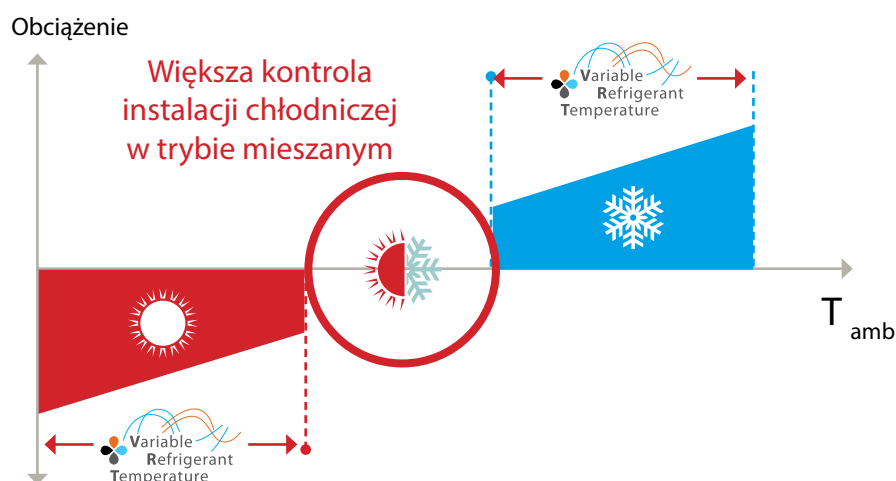 Obciążenie
Większa kontrola
instalacji chłodniczej
w trybie mieszanym
Variable
Refrigerant
Temperature
T amb
Variable
Refrigerant
Temperature